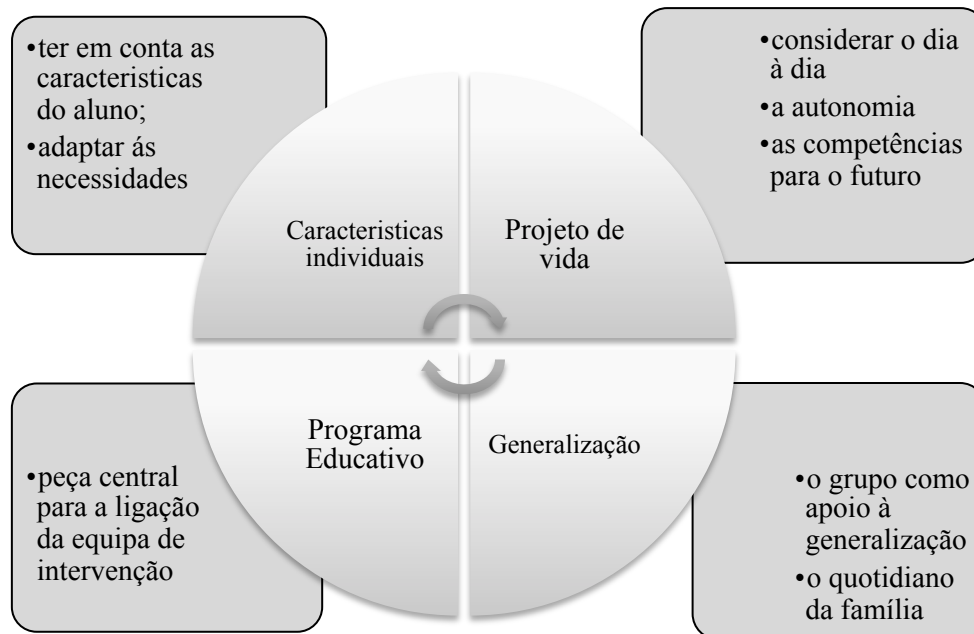 •ter em conta as
caracteristicas
do aluno;
•adaptar ás
necessidades
•considerar o dia
à dia
•a autonomia
•as competências
para o futuro
Caracteristicas
individuais
Projeto de
vida
Programa
Educativo
Generalização
•peça central
para a ligação
da equipa de
intervenção
•o grupo como
apoio à
generalização
•o quotidiano
da família